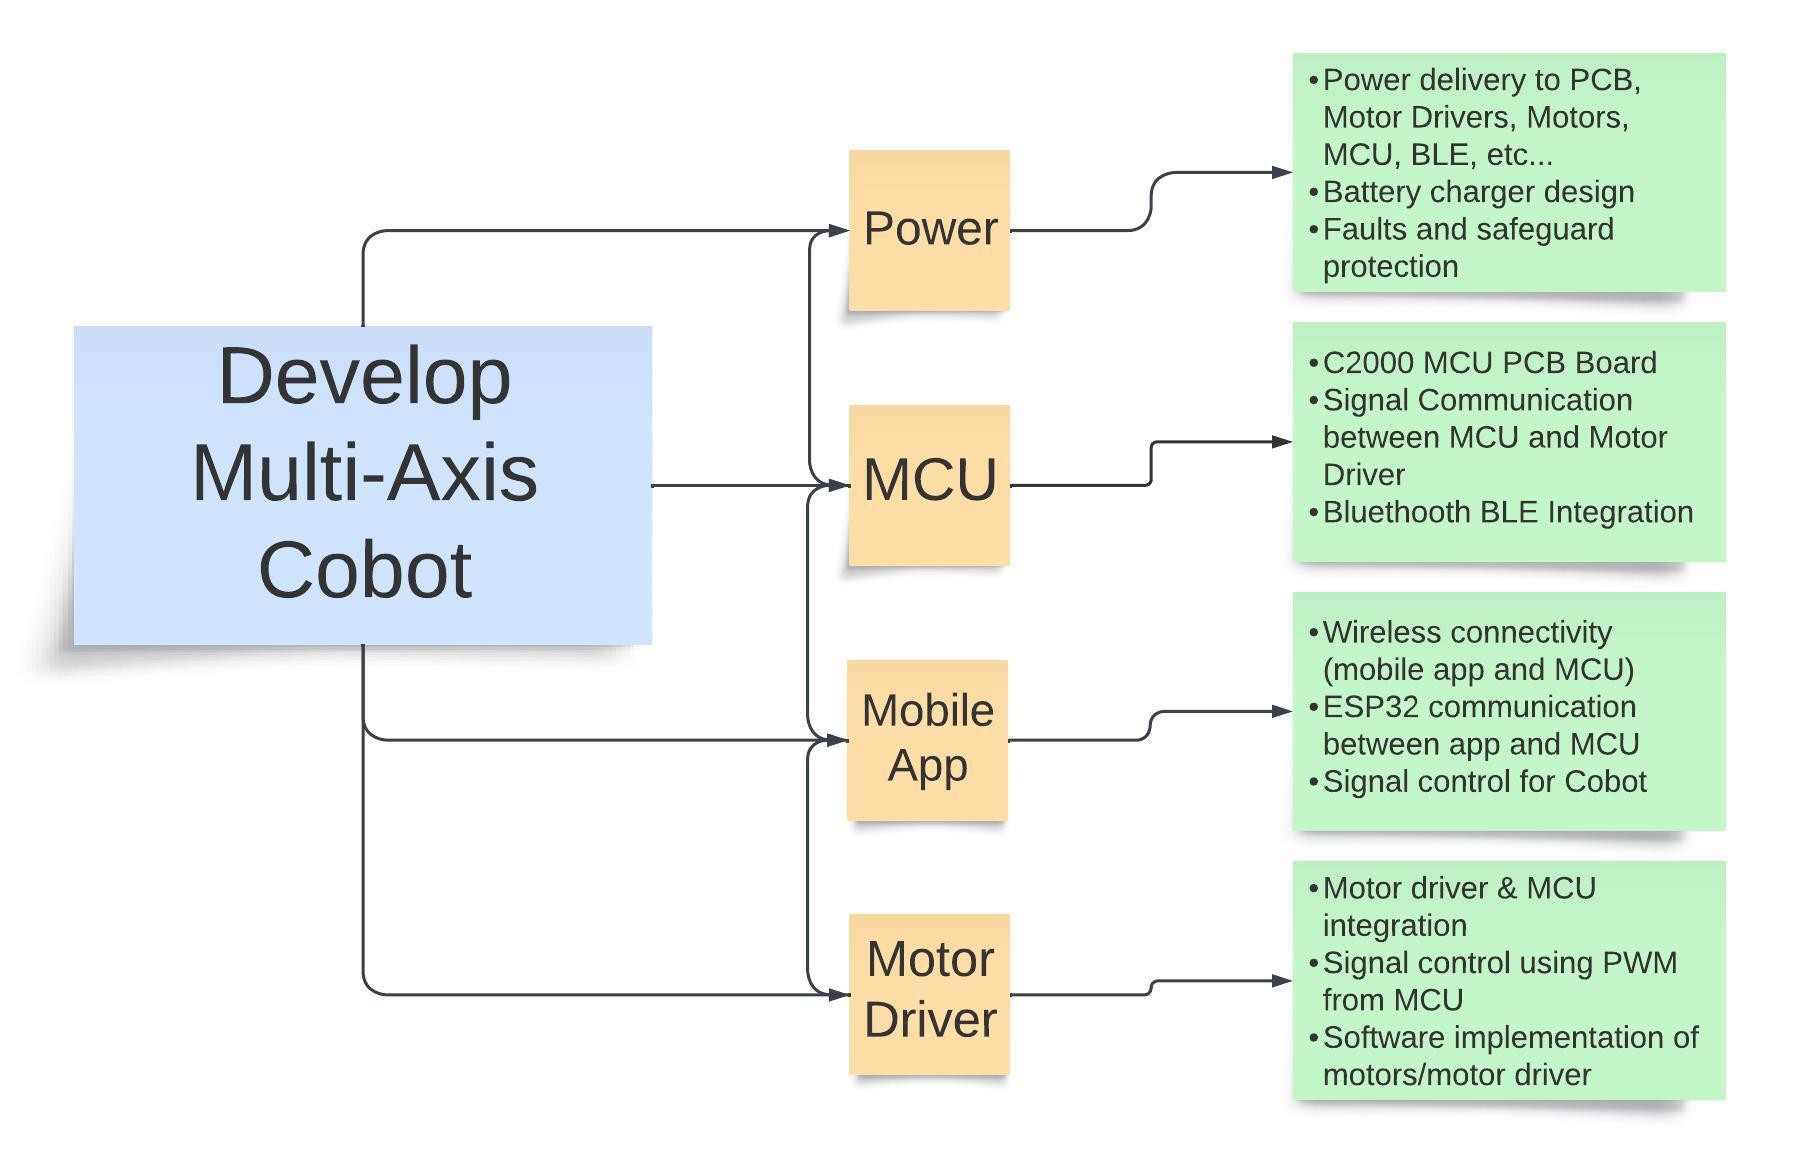 Develop
Multi-Axis
Cobot
Power
•Power delivery to PCB,
Motor Drivers, Motors,
MCU, BLE, etc...
•Battery charger design
•Faults and safeguard
protection
MCU
•C2000 MCU PCB Board
•Signal Communication
between MCU and Motor
Driver
•Bluethooth BLE Integration
Mobile
App
•Wireless connectivity
(mobile app and MCU)
•ESP32 communication
between app and MCU
•Signal control for Cobot
Motor
Driver
•Motor driver & MCU
integration
•Signal control using PWM
from MCU
•Software implementation of
motors/motor driver